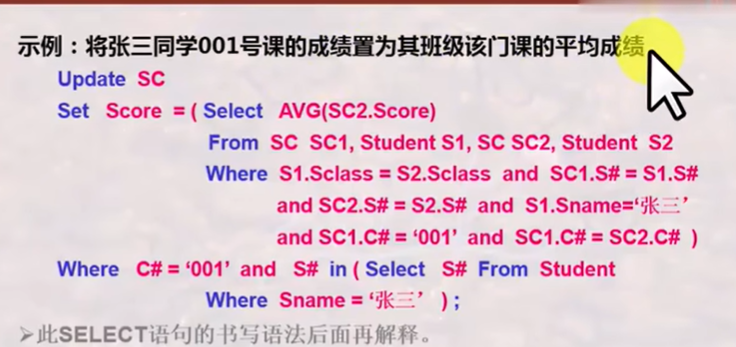 示例：将张三同学001号课的成绩置为其班级该门课的平均成绩
Update SC
Set Score = ( Select AVG(SC2.Score)
From SC SC1, Student S1, SC SC2, Student S2
Where S1.Sclass = S2.Sclass and SC1.S# = S1.S#
and SC2.S# = S2.S# and S1.Sname=‘张三’
and SC1.C# = ‘001’ and SC1.C# = SC2.C# )
Where C# = ‘001’ and S# in ( Select S# From Student
Where Sname = ‘张三’ ) ;
➢此SELECT语句的书写语法后面再解释。